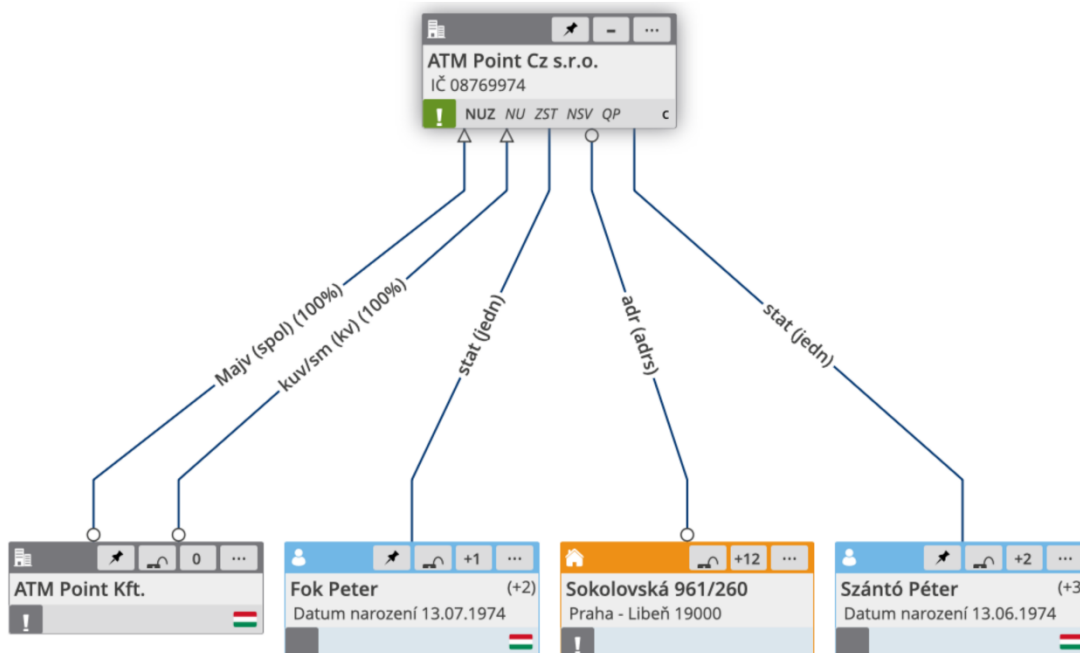 ATM Point Cz s.r.o.
IČ 08769974
! NUZ NU ZST NSV QP c
Majv (spol) (100%)
kuv/sm (kv) (100%)
stat (jedn)
adr (adrs)
stat (jedn)
0
ATM Point Kft.
!
+1
Fok Peter (+2)
Datum narození 13.07.1974
+12
Sokolovská 961/260
Praha - Libeň 19000
!
+2
Szántó Péter (+3
Datum narození 13.06.1974